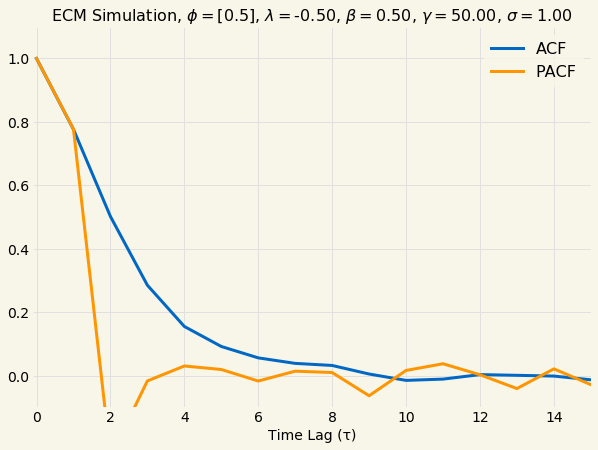 ECM Simulation, ϕ = [0.5], λ = -0.50, β = 0.50, γ = 50.00, σ = 1.00
ACF
PACF
1.0
0.8
0.6
0.4
0.2
0.0
0 2 4 6 8 10 12 14
Time Lag (τ)